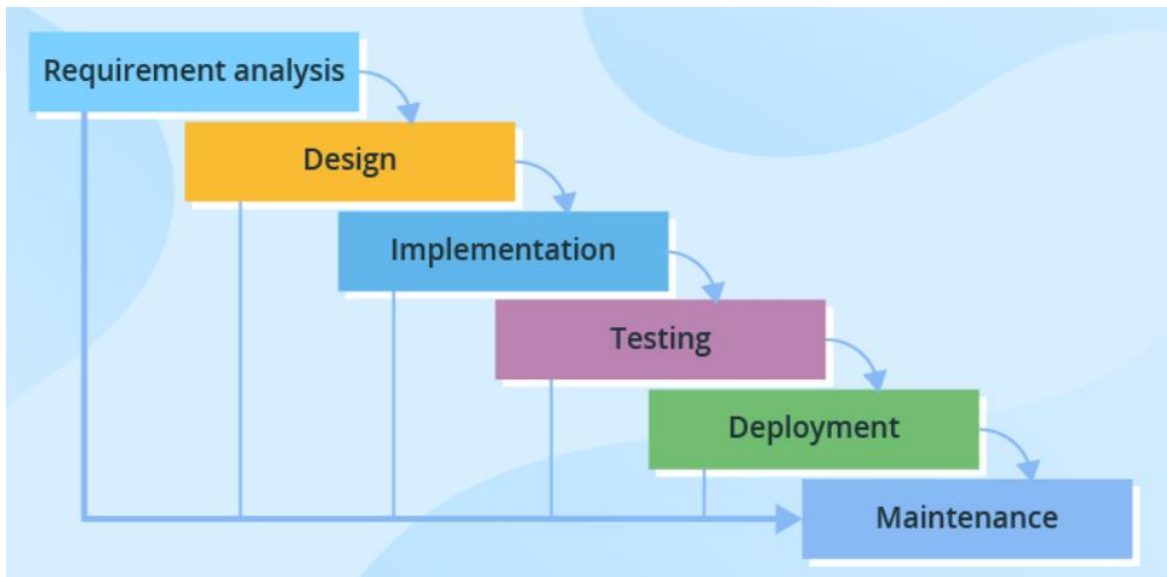 Requirement analysis
Design
Implementation
Testing
Deployment
Maintenance